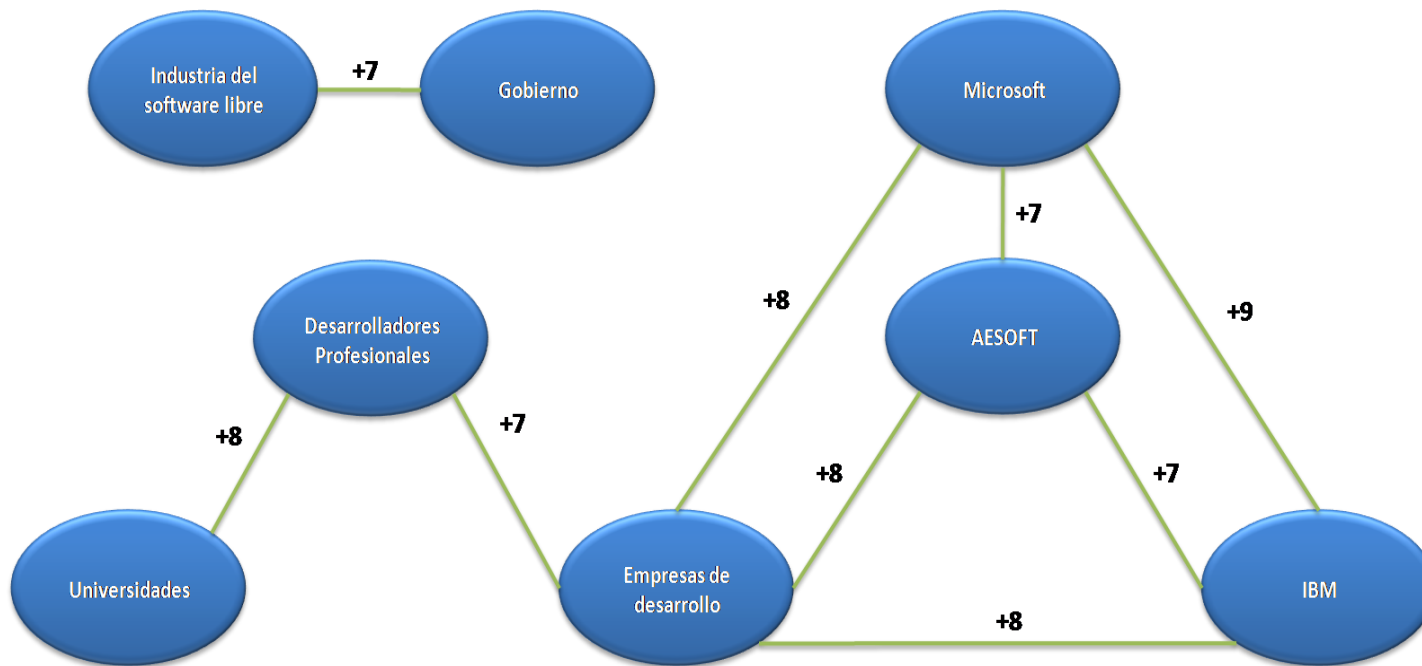 Industria del
software libre
+7
Gobierno
Microsoft
+7
+8
+9
Desarrolladores
Profesionales
AESOFT
+8
+7
+8
+7
Universidades
Empresas de
desarrollo
+8
IBM